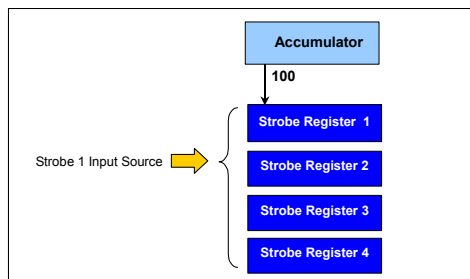 Accumulator
100
Strobe Register 1
Strobe 1 Input Source
Strobe Register 2
Strobe Register 3
Strobe Register 4